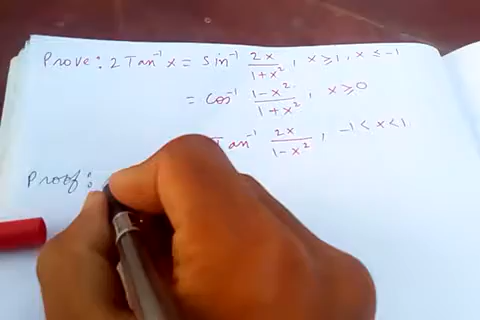 Prove: 2 Tan⁻¹ x = sin⁻¹ 2x/(1+x²), x ≥ 1, x ≤ -1
= cos⁻¹ (1-x²)/(1+x²), x ≥ 0
Tan⁻¹ 2x/(1-x²), -1 < x < 1
Proof: